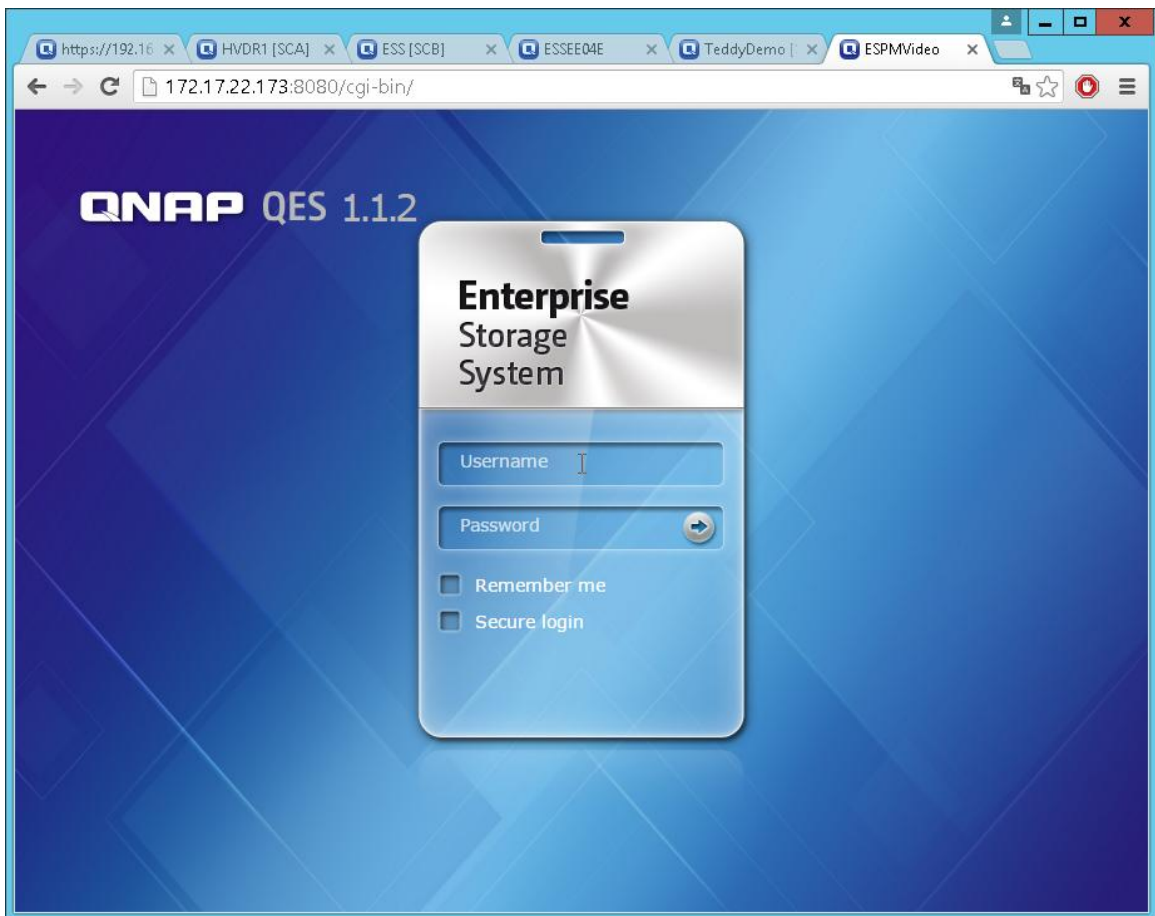 https://192.16
HVDR1 [SCA]
ESS [SCB]
ESSEE04E
TeddyDemo [
ESPMVideo
172.17.22.173:8080/cgi-bin/
QNAP QES 1.1.2
Enterprise
Storage
System
Username
Password
Remember me
Secure login